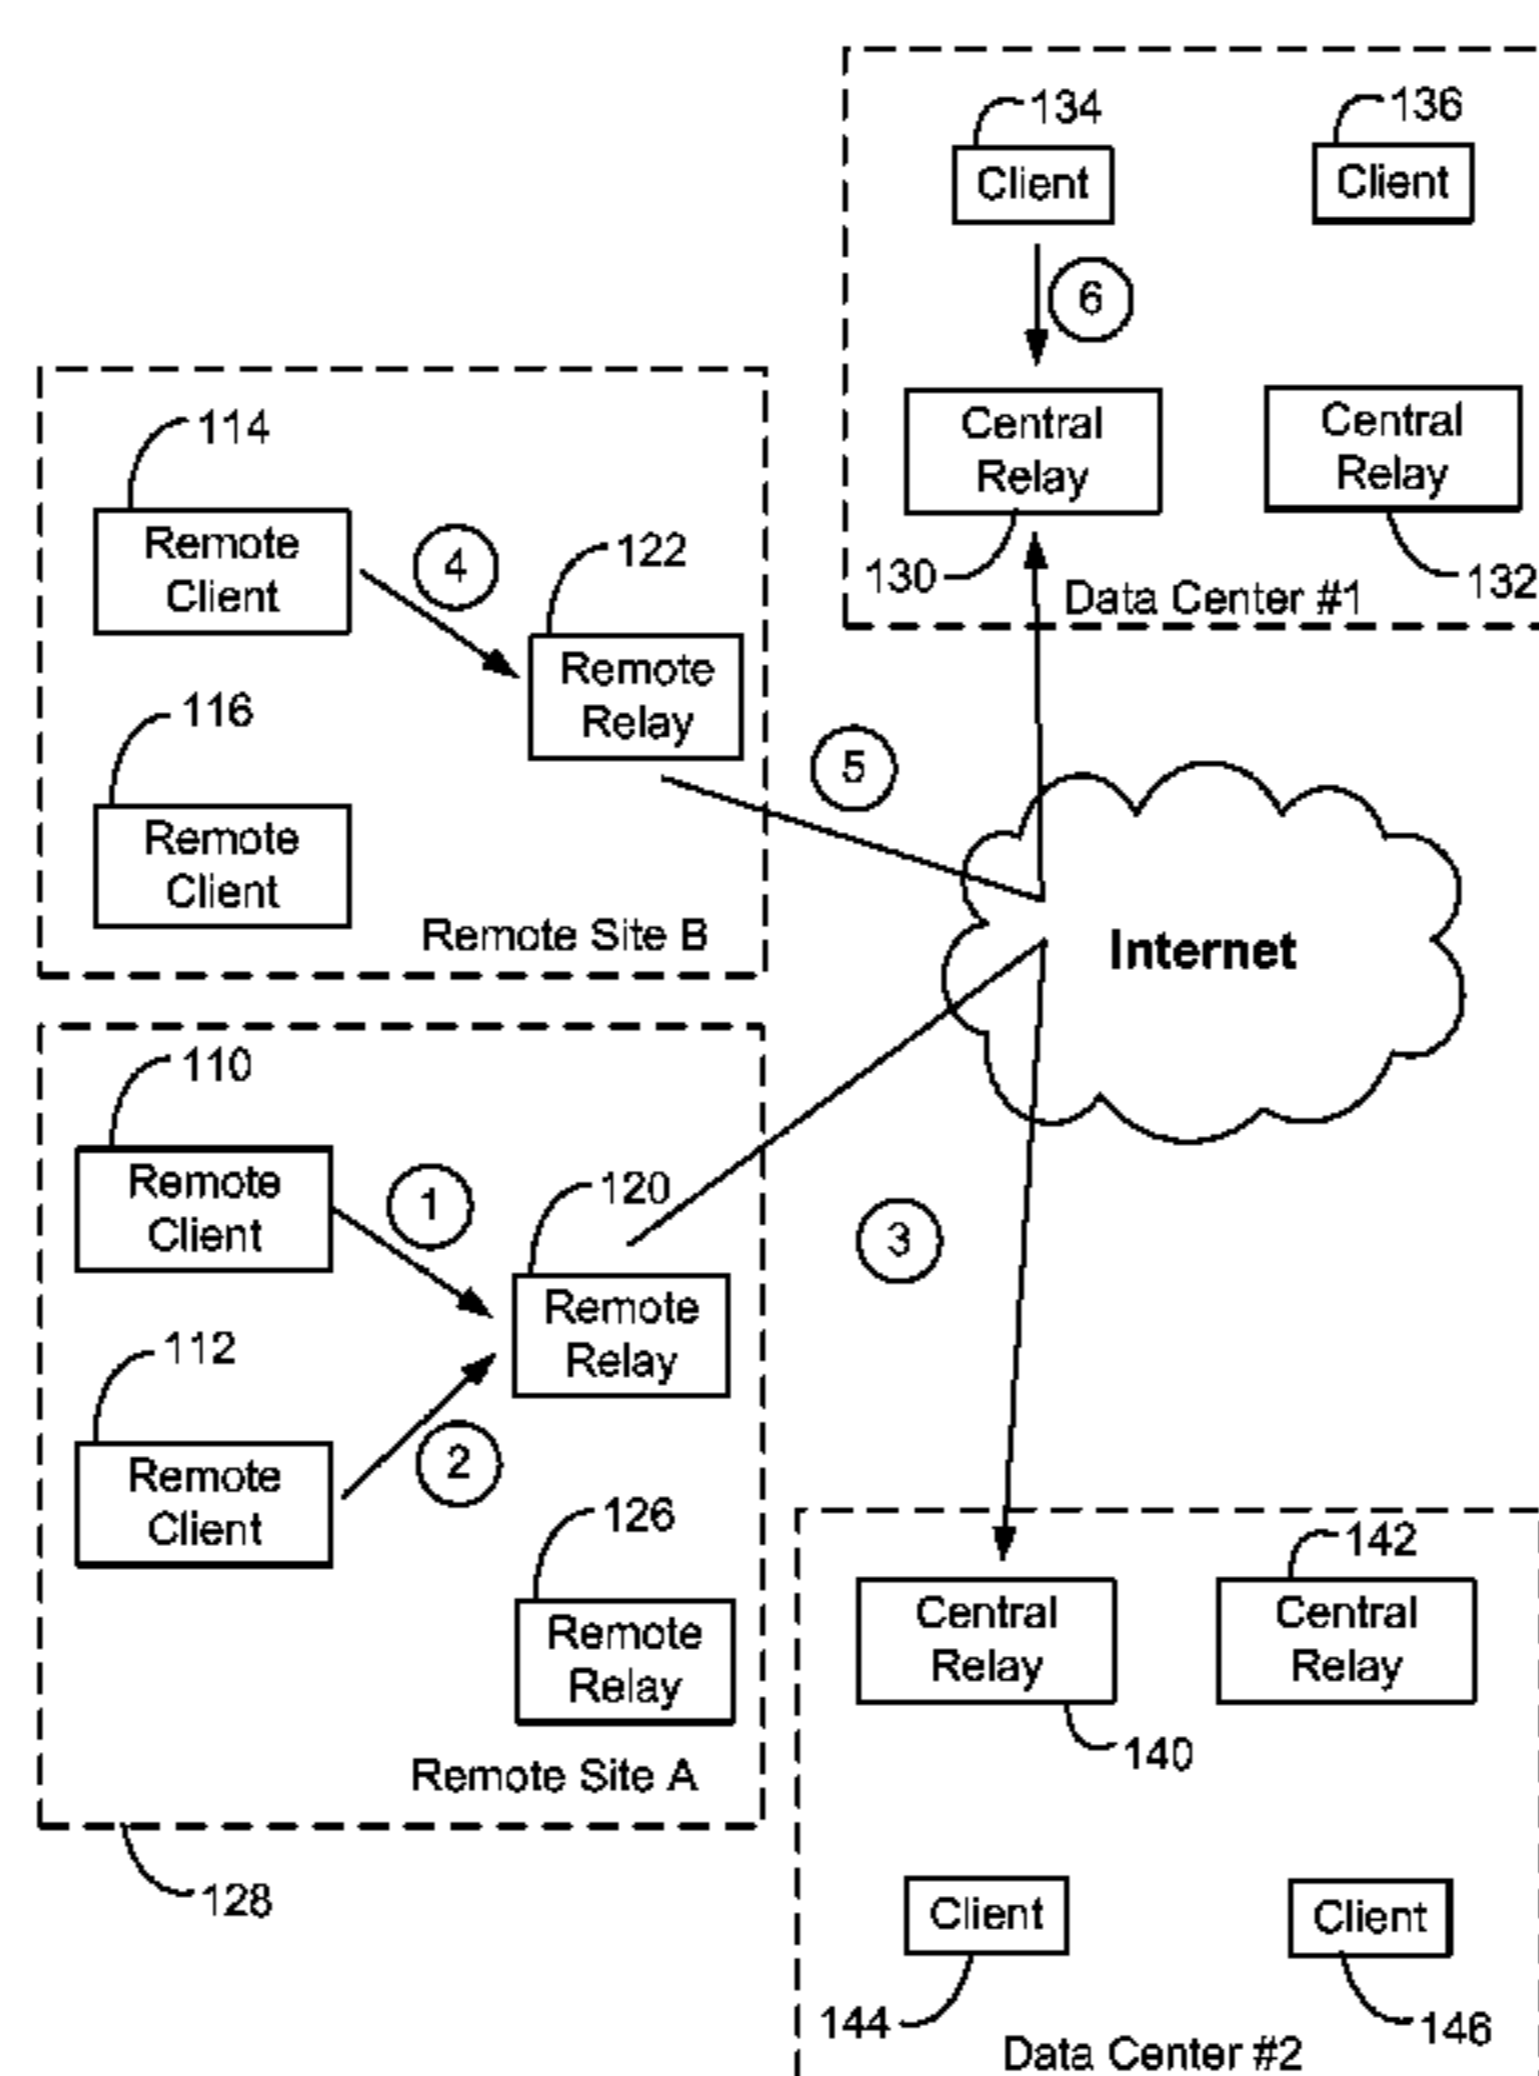 134
136
Client
Client
6
Central
Relay
Central
Relay
130
132
Data Center #1
114
Remote
Client
4
122
Remote
Relay
116
Remote
Client
5
Remote Site B
Internet
110
Remote
Client
1
120
Remote
Relay
3
112
Remote
Client
2
126
Remote
Relay
Remote Site A
128
142
Central
Relay
Central
Relay
140
Client
Client
144
146
Data Center #2